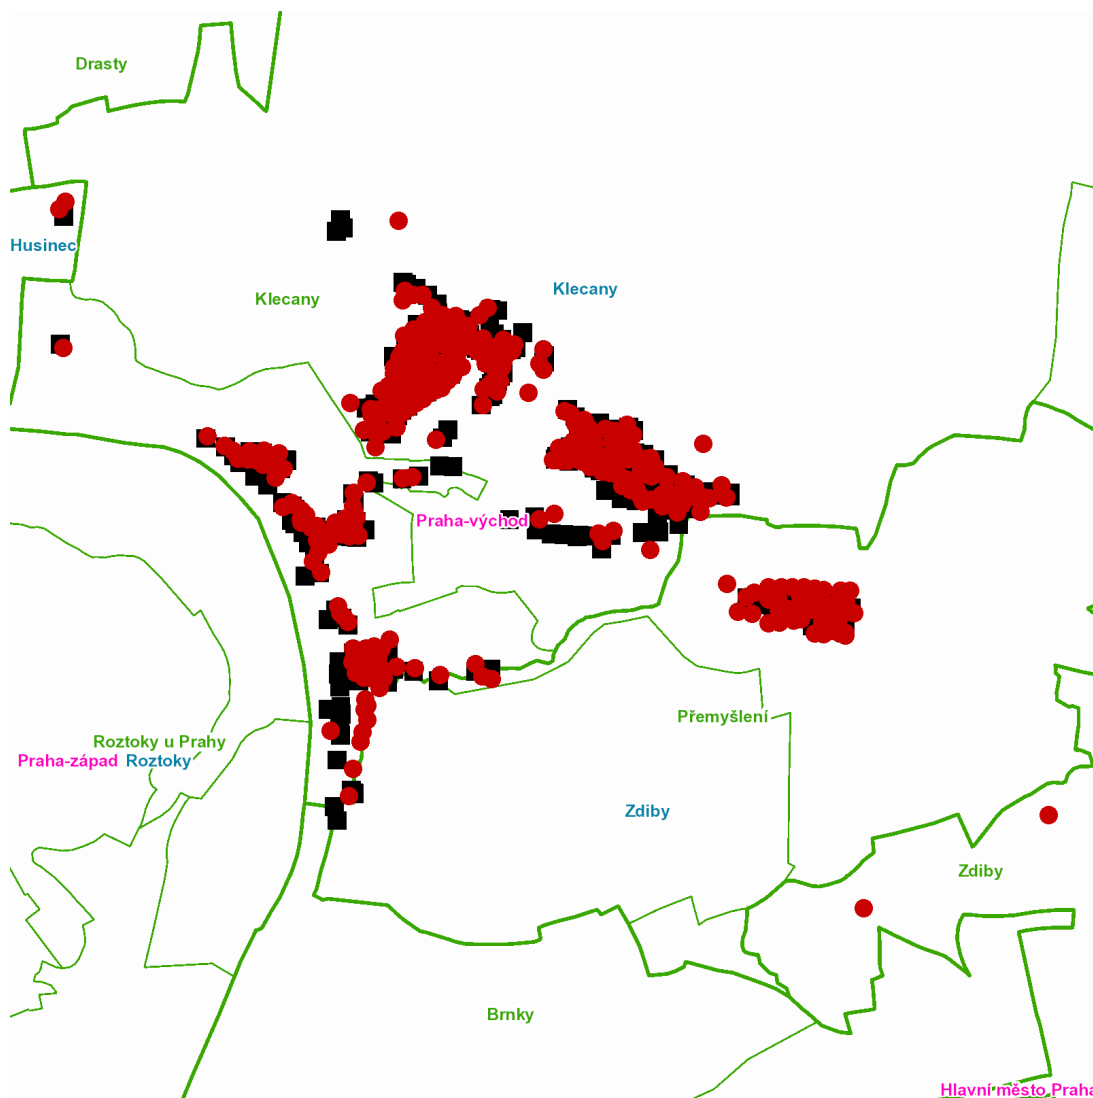 Drasty
Husinec
Klecany
Klecany
Praha-východ
Přemyšlení
Roztoky u Prahy
Praha-západ Roztoky
Zdiby
Zdiby
Brnky
Hlavní město Praha